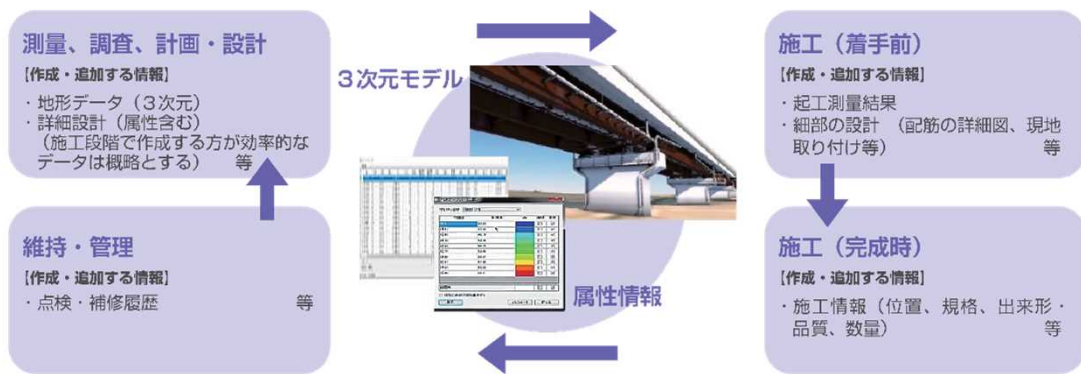 測量、調査、計画・設計
【作成・追加する情報】
・地形データ（３次元）
・詳細設計（属性含む）
（施工段階で作成する方が効率的な
データは概略とする）　等
維持・管理
【作成・追加する情報】
・点検・補修履歴　等
３次元モデル
属性情報
施工（着手前）
【作成・追加する情報】
・起工測量結果
・細部の設計　（配筋の詳細図、現地
取り付け等）　等
施工（完成時）
【作成・追加する情報】
・施工情報（位置、規格、出来形・
品質、数量）　等